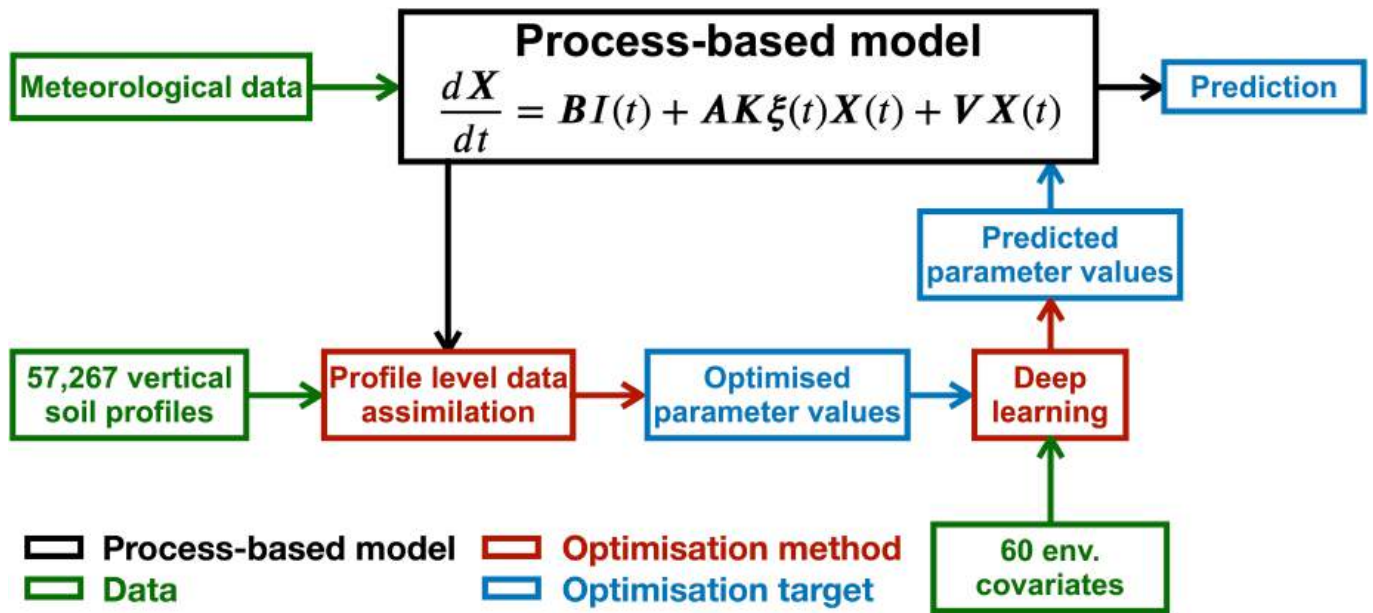 Process-based model
Meteorological data
dX/dt = BI(t) + AKξ(t)X(t) + VX(t)
Prediction
Predicted
parameter values
57,267 vertical
soil profiles
Profile level data
assimilation
Optimised
parameter values
Deep
learning
60 env.
covariates
Process-based model
Optimisation method
Data
Optimisation target